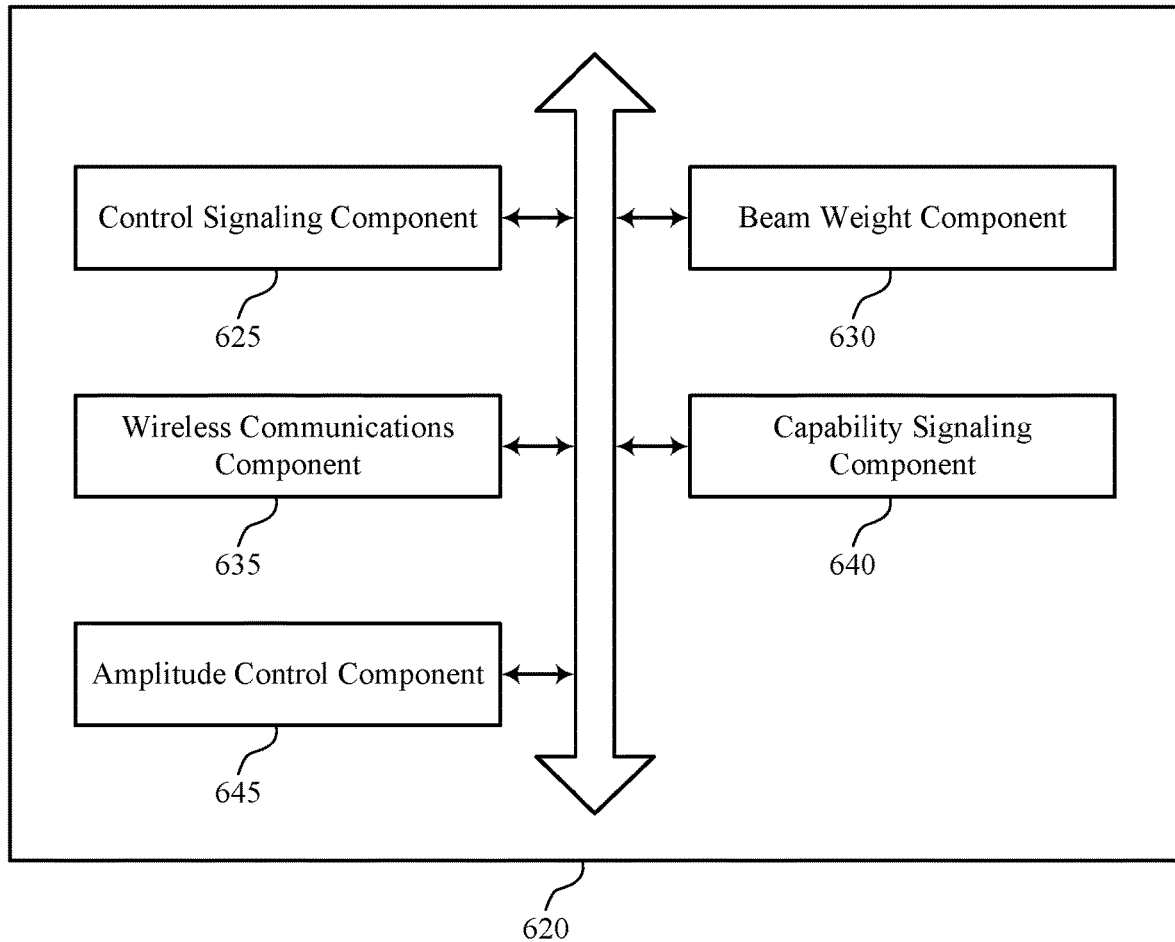 Control Signaling Component
625
Beam Weight Component
630
Wireless Communications
Component
635
Capability Signaling
Component
640
Amplitude Control Component
645
620